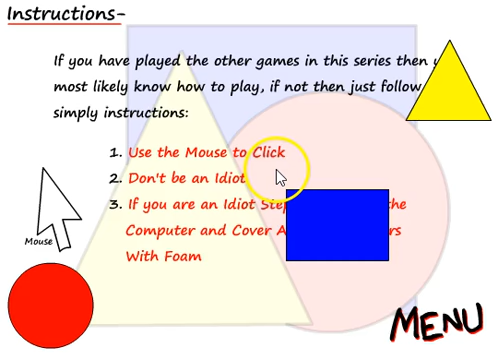 Instructions-
If you have played the other games in this series then
most likely know how to play, if not then just follow
simply instructions:
1. Use the Mouse to Click
2. Don't be an Idiot
3. If you are an Idiot Step the
Computer and Cover
With Foam
Mouse
MENU